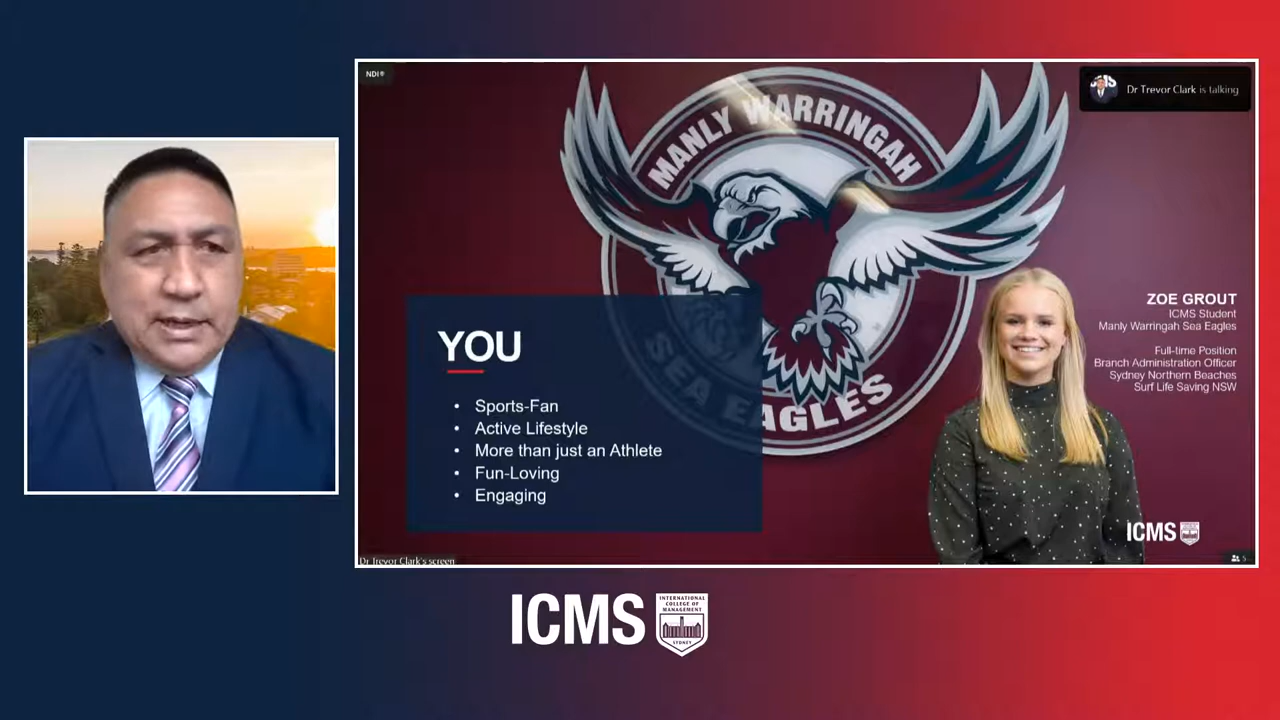 NDI®
Dr Trevor Clark is talking
MANLY WARRINGAH
SEA EAGLES
YOU
• Sports-Fan
• Active Lifestyle
• More than just an Athlete
• Fun-Loving
• Engaging
ZOE GROUT
ICMS Student
Manly Warringah Sea Eagles
Full-time Position
Branch Administration Officer
Sydney Northern Beaches
Surf Life Saving NSW
ICMS
Dr Trevor Clark's screen
5
ICMS
INTERNATIONAL
COLLEGE OF
MANAGEMENT
SYDNEY